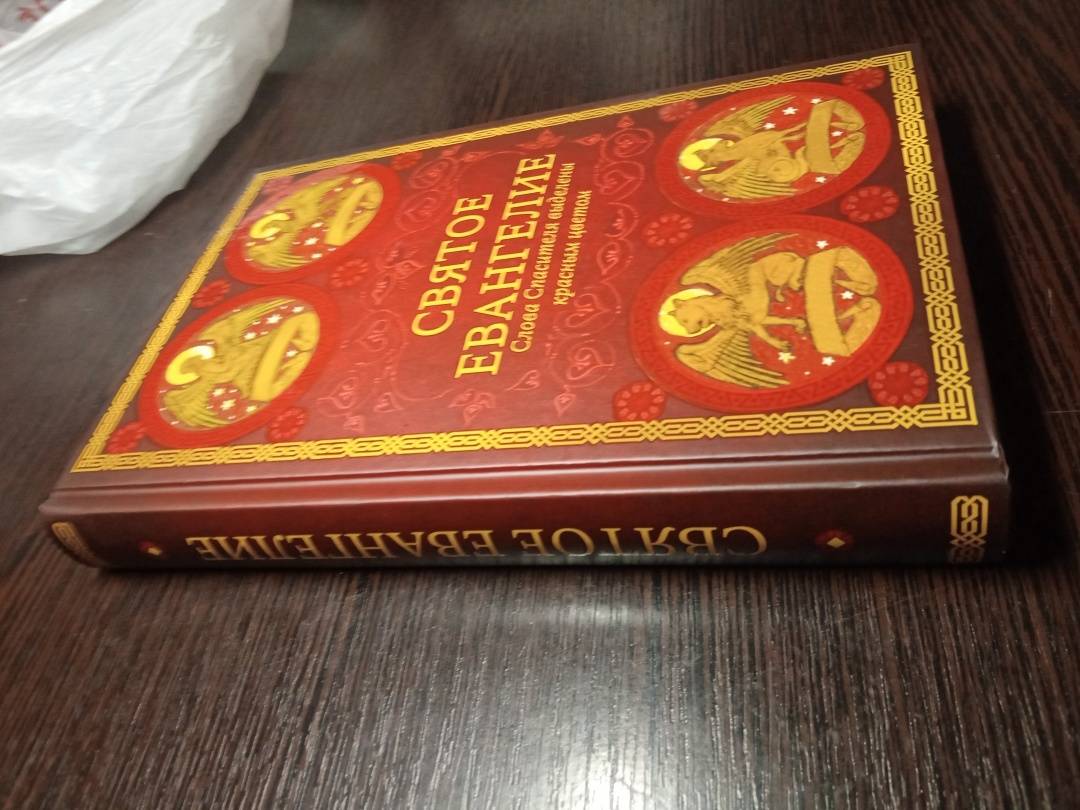 СВЯТОЕ
ЕВАНГЕЛИЕ
Слова Спасителя выделены
красным цветом
СВЯТОЕ ЕВАНГЕЛИЕ